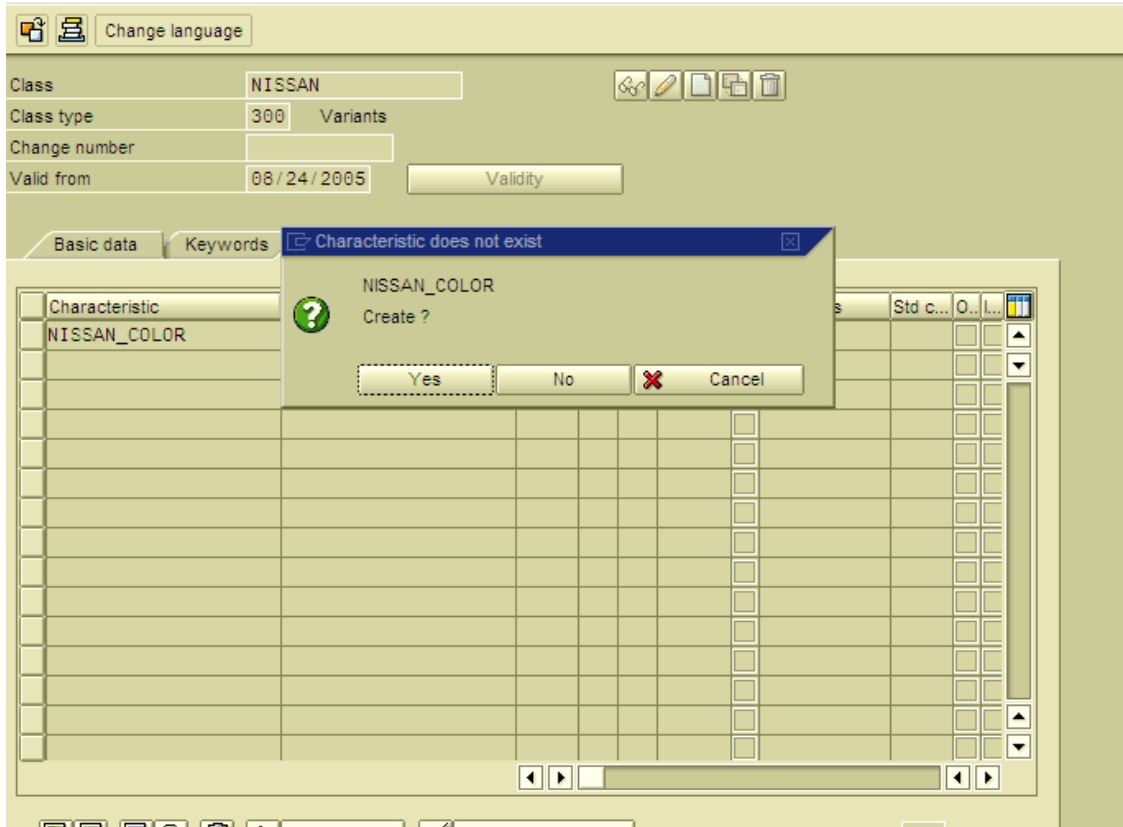 Change language
Class NISSAN
Class type 300 Variants
Change number
Valid from 08/24/2005 Validity
Basic data Keywords
Characteristic does not exist
NISSAN_COLOR
Create ?
Yes No Cancel
Characteristic s Std c... O.. I...
NISSAN_COLOR